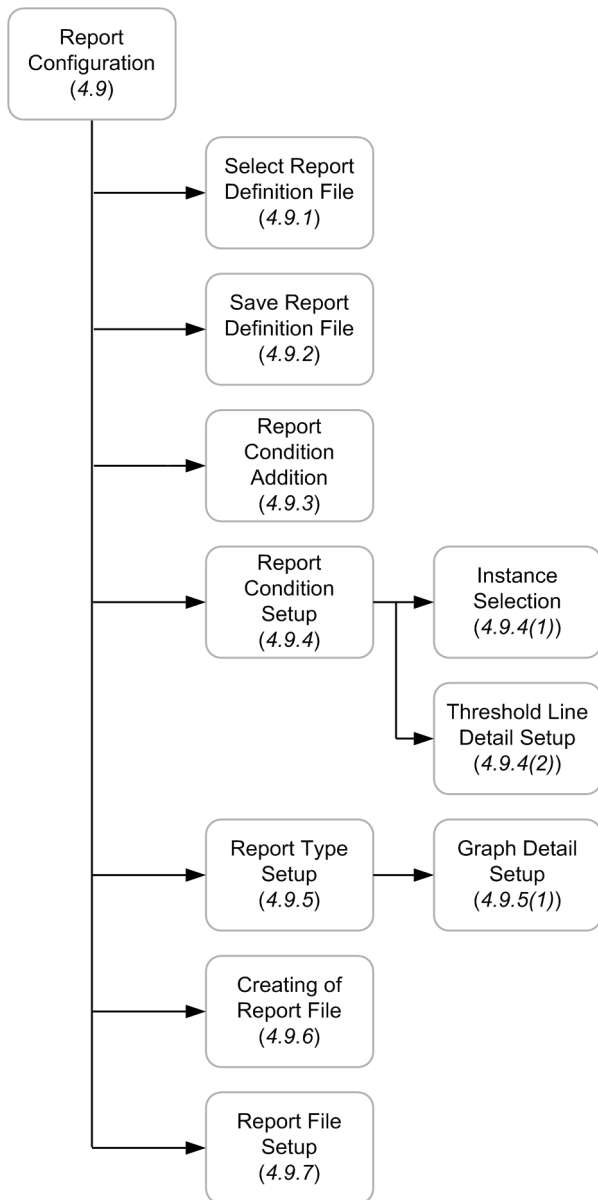 Report
Configuration
(4.9)
Select Report
Definition File
(4.9.1)
Save Report
Definition File
(4.9.2)
Report
Condition
Addition
(4.9.3)
Report
Condition
Setup
(4.9.4)
Instance
Selection
(4.9.4(1))
Threshold Line
Detail Setup
(4.9.4(2))
Report Type
Setup
(4.9.5)
Graph Detail
Setup
(4.9.5(1))
Creating of
Report File
(4.9.6)
Report File
Setup
(4.9.7)